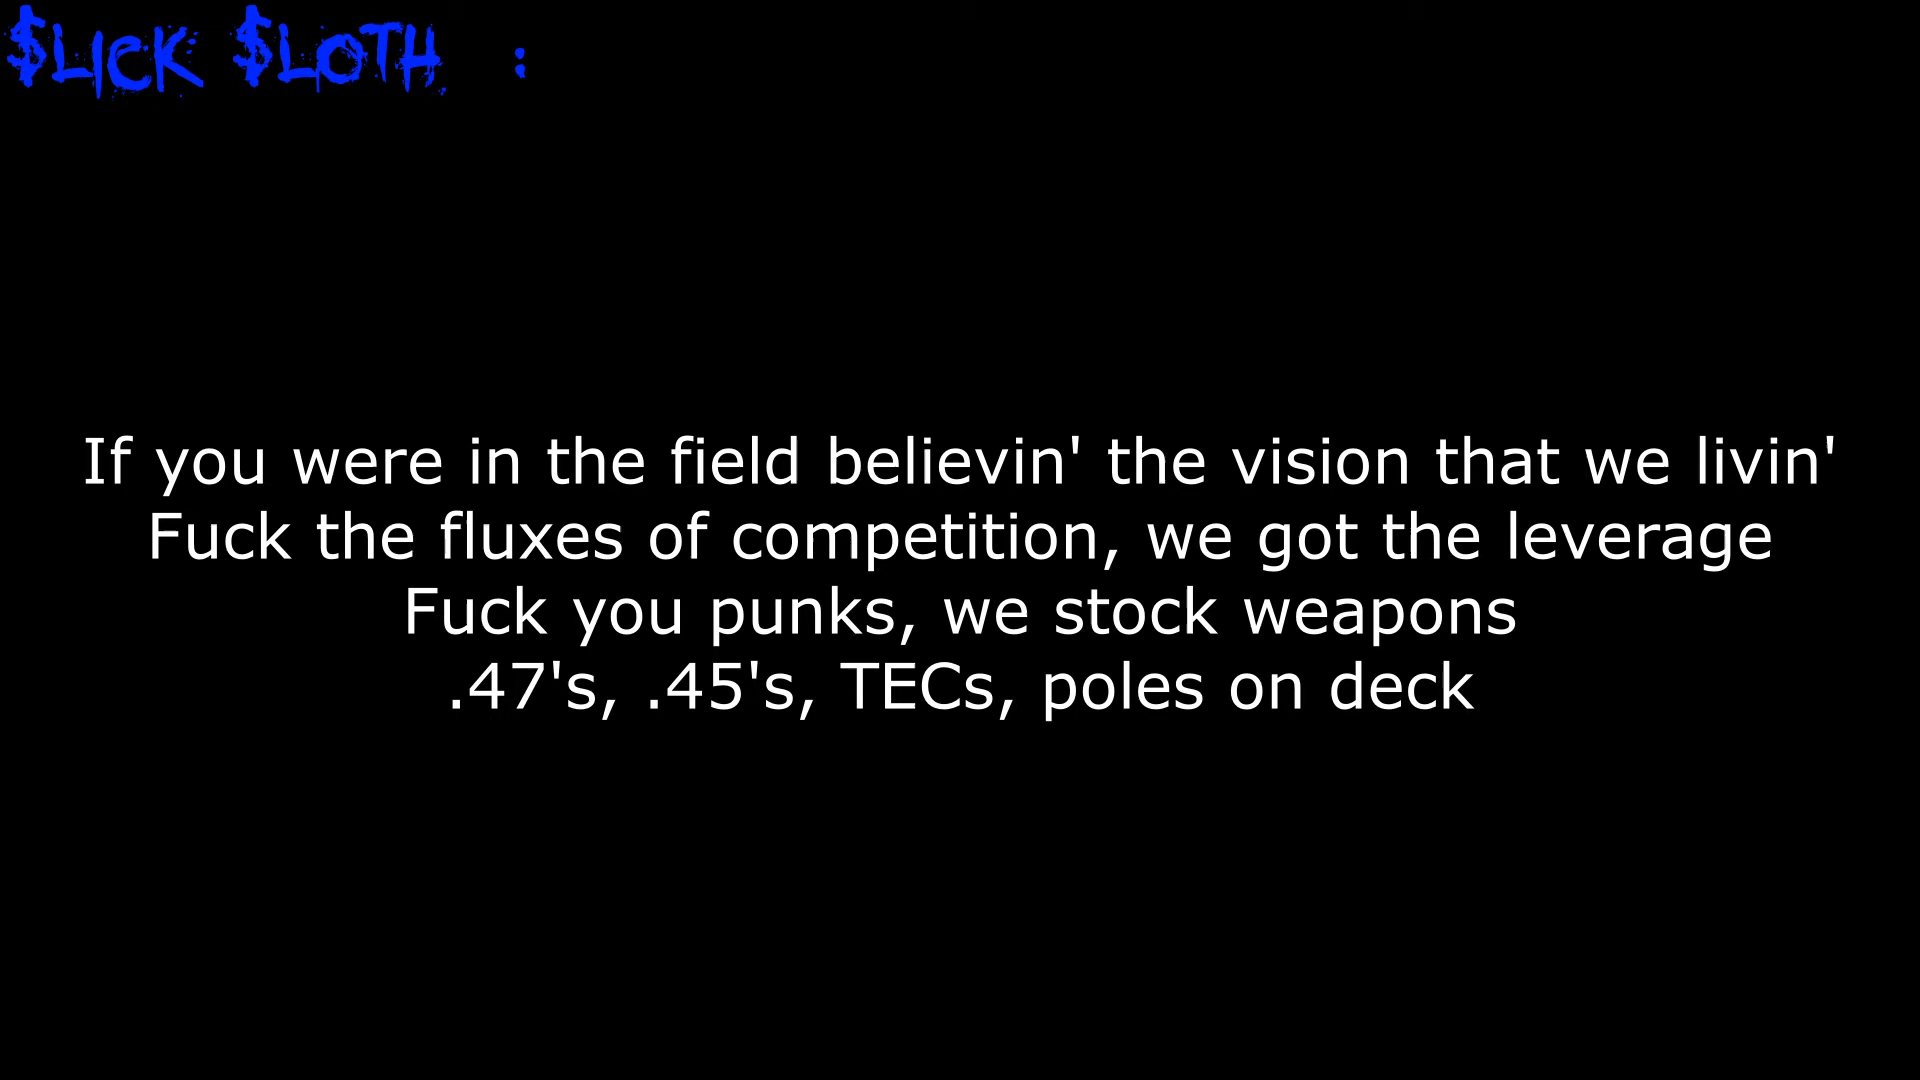 $LICK $LOTH :
If you were in the field believin' the vision that we livin'
Fuck the fluxes of competition, we got the leverage
Fuck you punks, we stock weapons
.47's, .45's, TECs, poles on deck